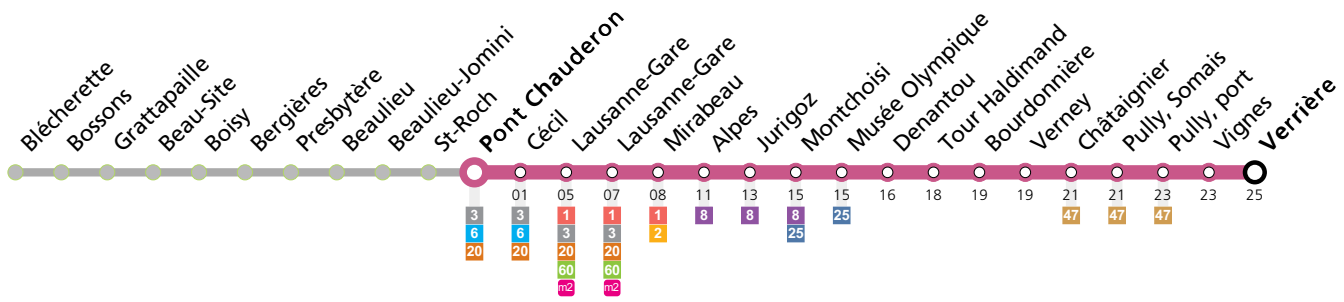 Blécherette
Bossons
Grattapaille
Beau-Site
Boisy
Bergières
Presbytère
Beaulieu
Beaulieu-Jomini
St-Roch
Pont Chauderon
Cécil
Lausanne-Gare
Lausanne-Gare
Mirabeau
Alpes
Jurigoz
Montchoisi
Musée Olympique
Denantou
Tour Haldimand
Bourdonnière
Verney
Châtaignier
Pully, Somais
Pully, port
Vignes
Verrière
01 05 07 08 11 13 15 15 16 18 19 19 21 21 23 23 25
3 3 1 1 1 8 8 8 25 47 47 47
6 6 3 3 2 25
20 20 20 20
60 60
m2 m2